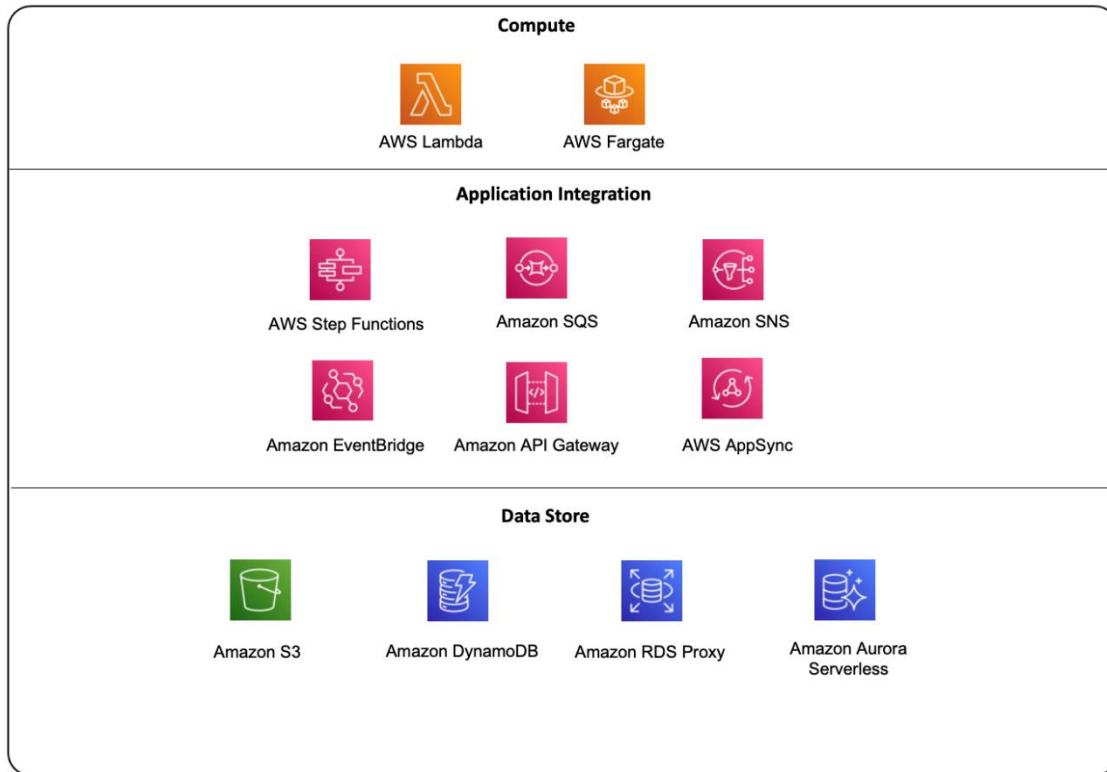 Compute
AWS Lambda
AWS Fargate
Application Integration
AWS Step Functions
Amazon SQS
Amazon SNS
Amazon EventBridge
Amazon API Gateway
AWS AppSync
Data Store
Amazon S3
Amazon DynamoDB
Amazon RDS Proxy
Amazon Aurora
Serverless